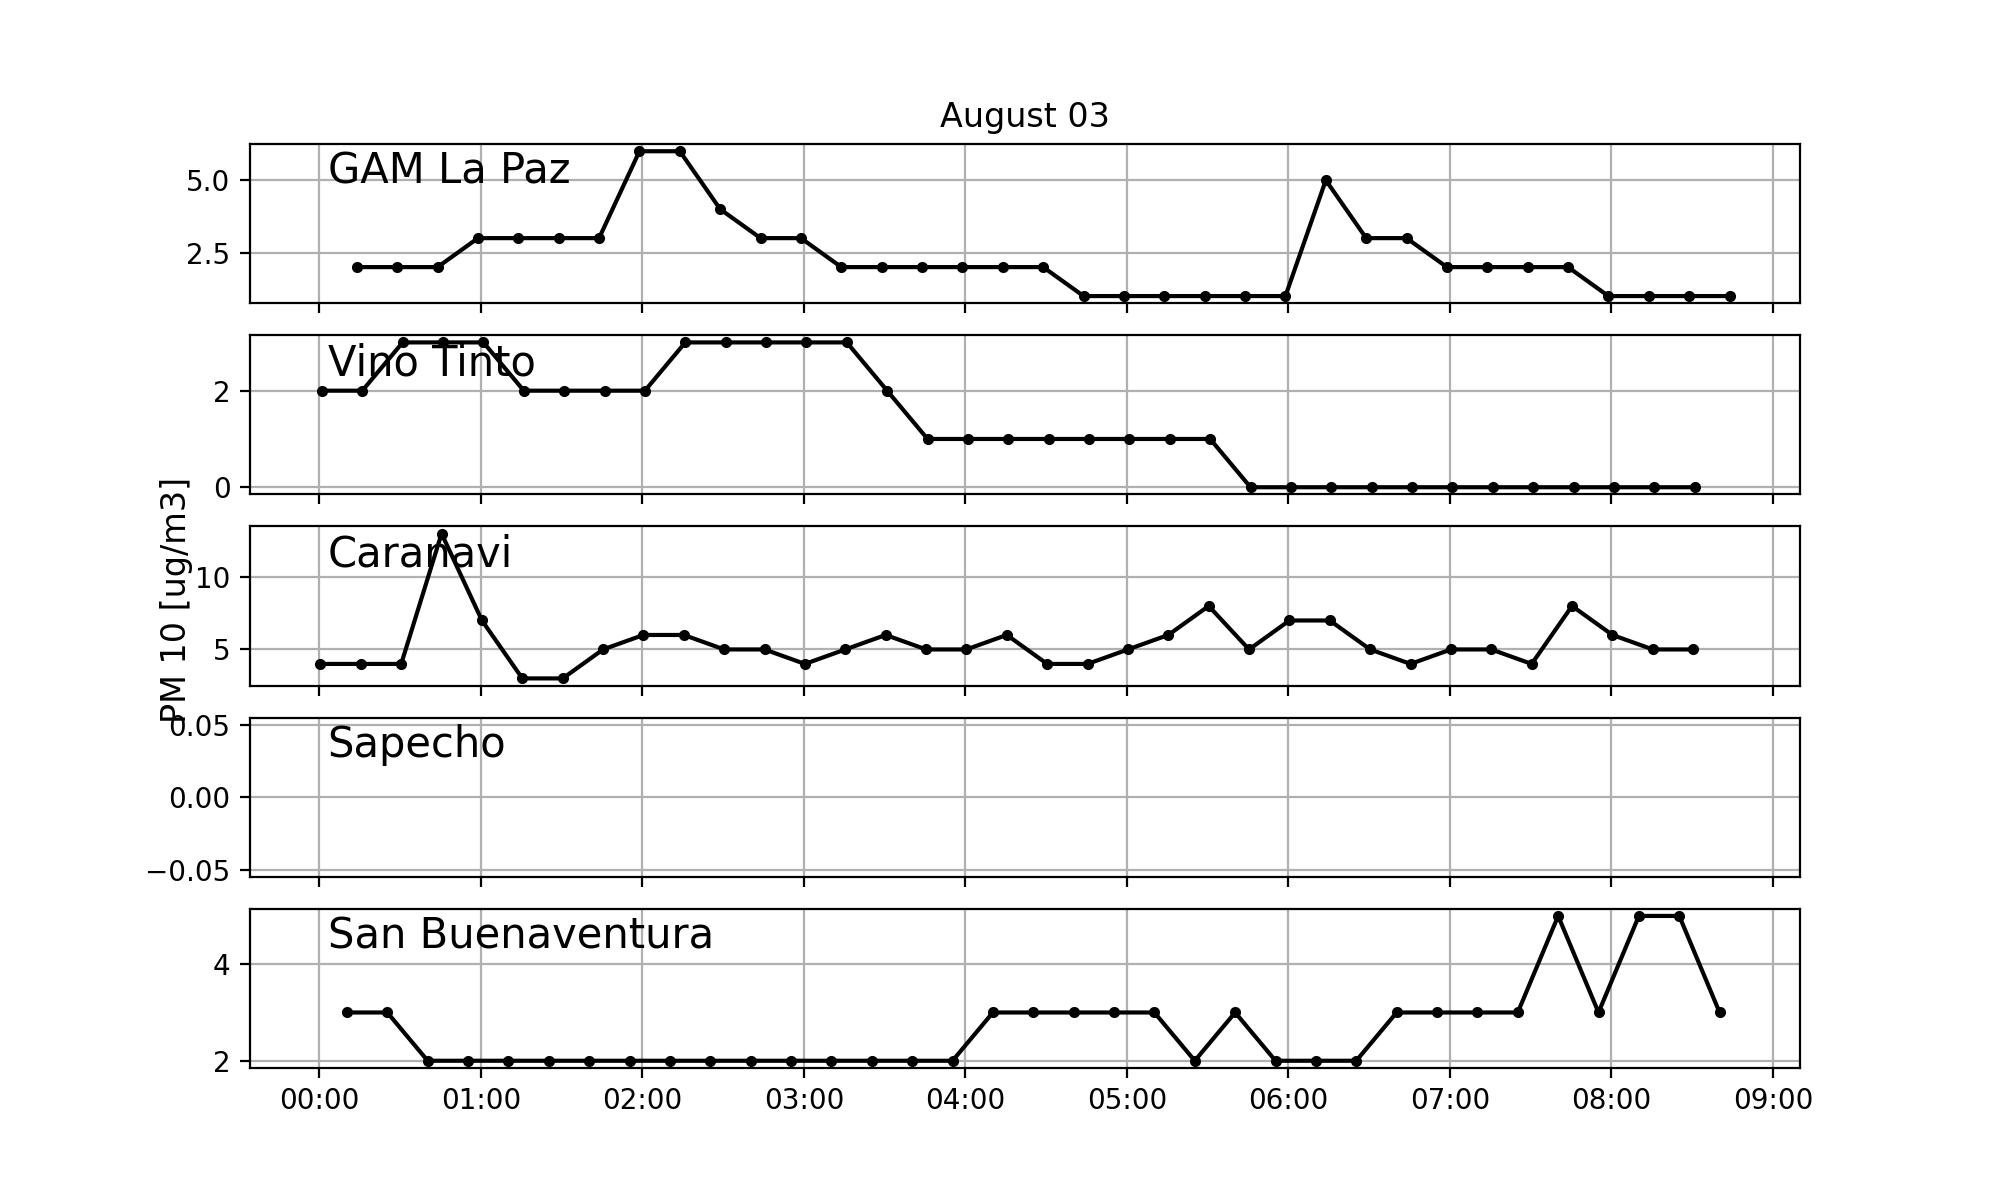 August 03
GAM La Paz
5.0
2.5
Vino Tinto
2
0
PM 10 [ug/m3]
Caranavi
10
5
Sapecho
0.05
0.00
−0.05
San Buenaventura
4
2
00:00 01:00 02:00 03:00 04:00 05:00 06:00 07:00 08:00 09:00